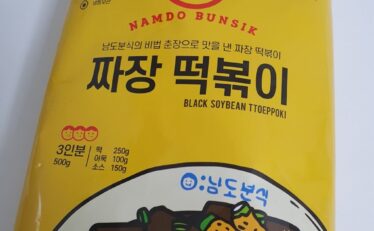 NAMDO BUNSIK
남도분식의 비법 춘장으로 맛을 낸 짜장 떡볶이
짜장 떡볶이
BLACK SOYBEAN TTOEPPOKI
3인분
500g
떡 250g
어묵 100g
소스 150g
남도분식